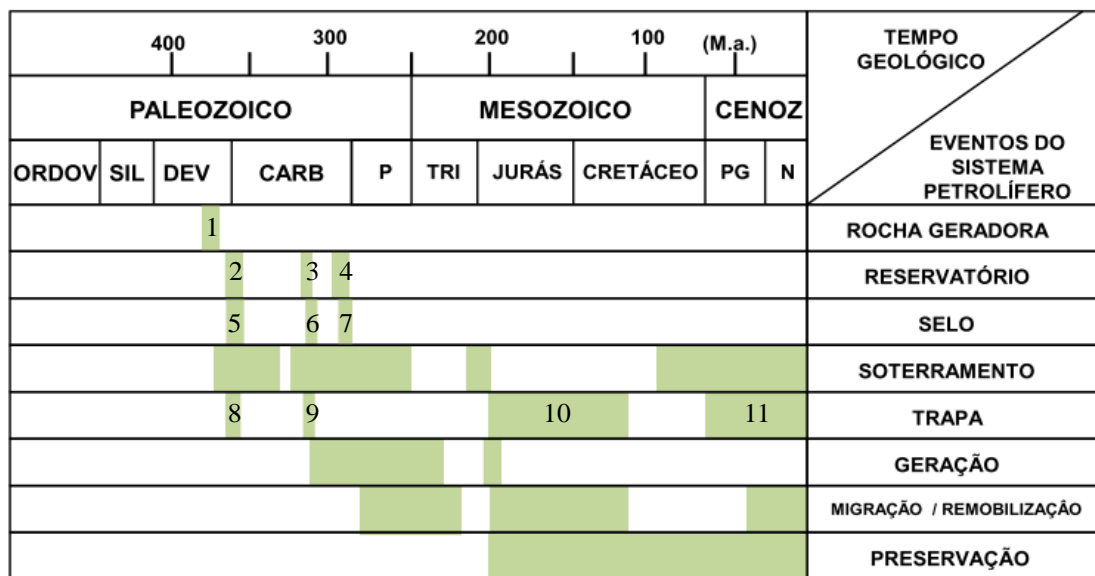 400 300 200 100 (M.a.)
TEMPO
GEOLÓGICO
PALEOZOICO MESOZOICO CENOZ
ORDOV SIL DEV CARB P TRI JURÁS CRETÁCEO PG N
EVENTOS DO
SISTEMA
PETROLÍFERO
1 ROCHA GERADORA
2 3 4 RESERVATÓRIO
5 6 7 SELO
SOTERRAMENTO
8 9 10 11 TRAPA
GERAÇÃO
MIGRAÇÃO / REMOBILIZAÇÂO
PRESERVAÇÃO